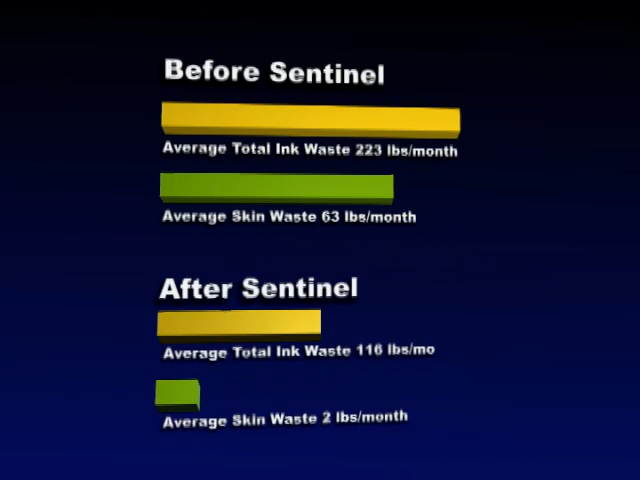 Before Sentinel
Average Total Ink Waste 223 lbs/month
Average Skin Waste 63 lbs/month
After Sentinel
Average Total Ink Waste 116 lbs/mo
Average Skin Waste 2 lbs/month